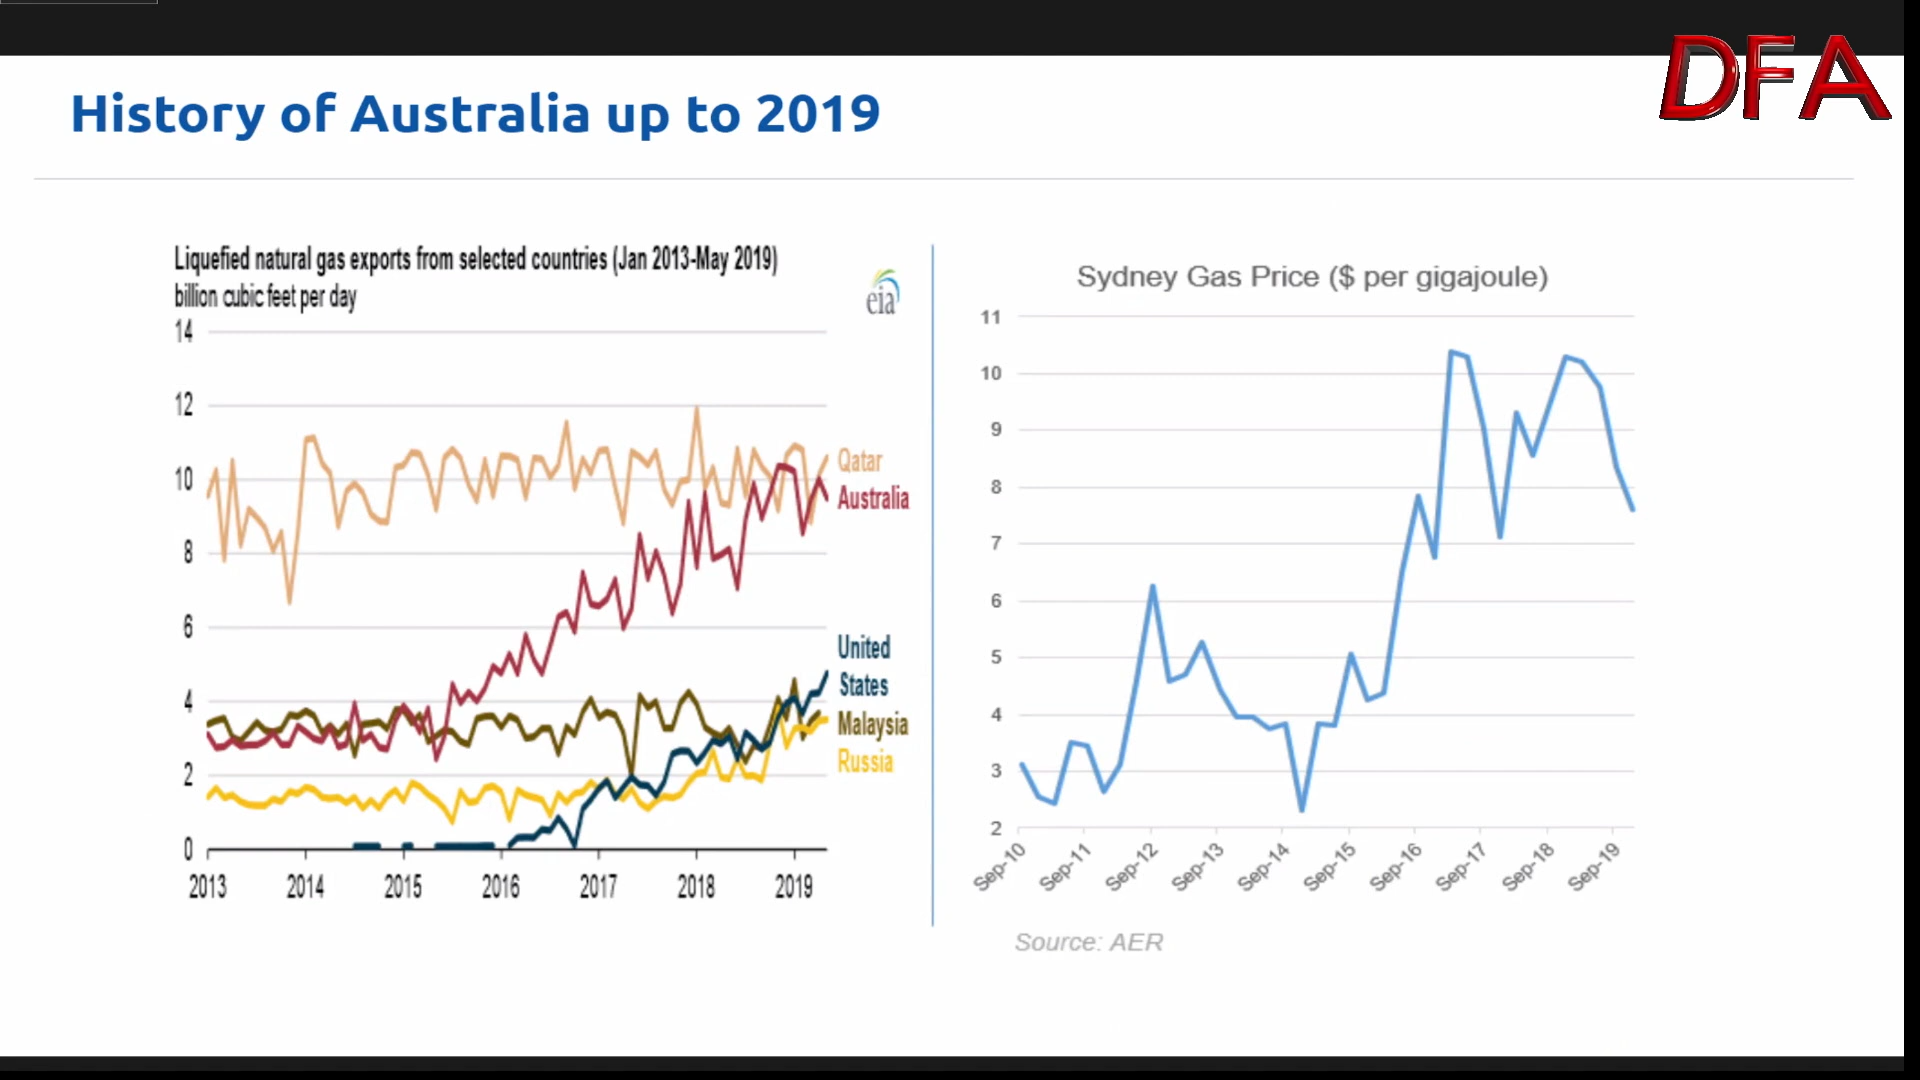 DFA
History of Australia up to 2019
Liquefied natural gas exports from selected countries (Jan 2013-May 2019)
billion cubic feet per day
eia
14
12
10
8
6
4
2
0
2013 2014 2015 2016 2017 2018 2019
Qatar
Australia
United
States
Malaysia
Russia
Sydney Gas Price ($ per gigajoule)
11
10
9
8
7
6
5
4
3
2
Sep-10 Sep-11 Sep-12 Sep-13 Sep-14 Sep-15 Sep-16 Sep-17 Sep-18 Sep-19
Source: AER